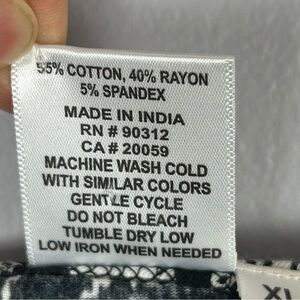 55% COTTON, 40% RAYON
5% SPANDEX
MADE IN INDIA
RN # 90312
CA # 20059
MACHINE WASH COLD
WITH SIMILAR COLORS
GENTLE CYCLE
DO NOT BLEACH
TUMBLE DRY LOW
LOW IRON WHEN NEEDED
XL